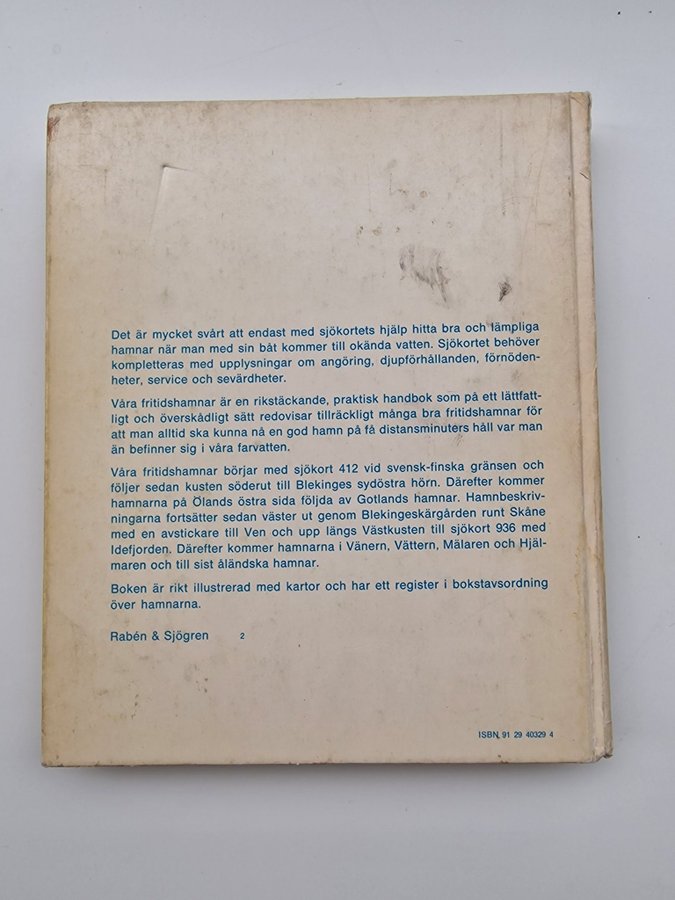 Det är mycket svårt att endast med sjökortets hjälp hitta bra och lämpliga
hamnar när man med sin båt kommer till okända vatten. Sjökortet behöver
kompletteras med upplysningar om angöring, djupförhållanden, förnöden-
heter, service och sevärdheter.
Våra fritidshamnar är en rikstäckande, praktisk handbok som på ett lättfatt-
ligt och överskådligt sätt redovisar tillräckligt många bra fritidshamnar för
att man alltid ska kunna nå en god hamn på få distansminuters håll var man
än befinner sig i våra farvatten.
Våra fritidshamnar börjar med sjökort 412 vid svensk-finska gränsen och
följer sedan kusten söderut till Blekinges sydöstra hörn. Därefter kommer
hamnarna på Ölands östra sida följda av Gotlands hamnar. Hamnbeskriv-
ningarna fortsätter sedan väster ut genom Blekingeskärgården runt Skåne
med en avstickare till Ven och upp längs Västkusten till sjökort 936 med
Idefjorden. Därefter kommer hamnarna i Vänern, Vättern, Mälaren och Hjäl-
maren och till sist åländska hamnar.
Boken är rikt illustrerad med kartor och har ett register i bokstavsordning
över hamnarna.
Rabén & Sjögren 2
ISBN 91 29 40329 4